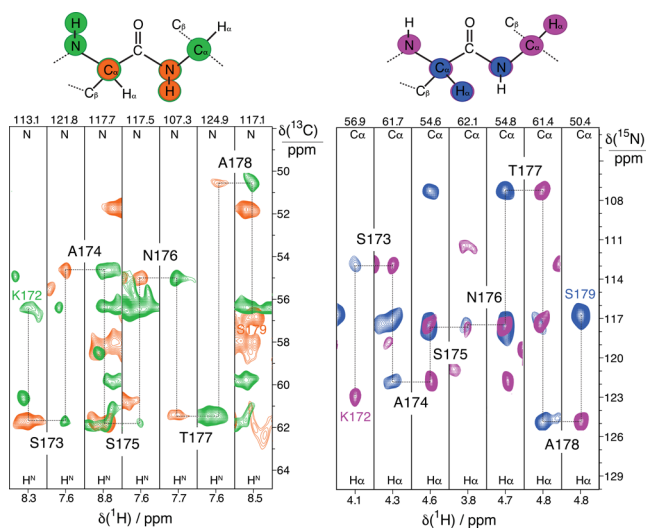 H
N
O
Cβ
Hα
Cα
Cα
N
H
Cβ
Hα
H
N
O
Cβ
Hα
Cα
Cα
N
H
Cβ
Hα
113.1 121.8 117.7 117.5 107.3 124.9 117.1
N N N N N N N
δ(13C)
ppm
A178
A174
N176
K172
S179
S173
S175
T177
50
52
54
56
58
60
62
64
HN HN HN HN HN HN HN
8.3 7.6 8.8 7.6 7.7 7.6 8.5
δ(1H) / ppm
56.9 61.7 54.6 62.1 54.8 61.4 50.4
Cα Cα Cα Cα Cα Cα Cα
δ(15N)
ppm
T177
S173
N176
S179
S175
A174
K172
A178
108
111
114
117
120
123
126
129
Hα Hα Hα Hα Hα Hα Hα
4.1 4.3 4.6 3.8 4.7 4.8 4.8
δ(1H) / ppm